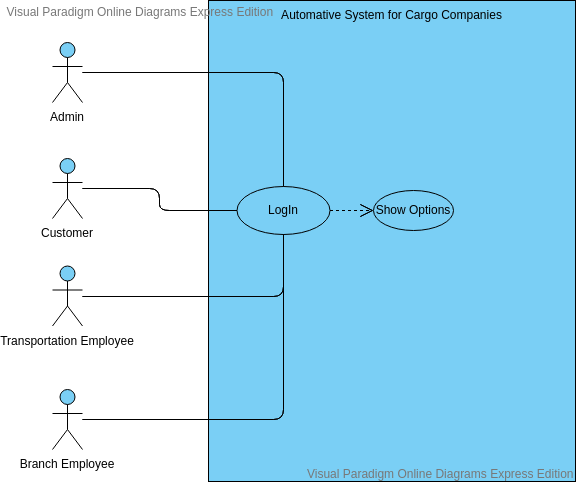 Visual Paradigm Online Diagrams Express Edition
Automative System for Cargo Companies
Admin
Customer
LogIn
Show Options
Transportation Employee
Branch Employee
Visual Paradigm Online Diagrams Express Edition